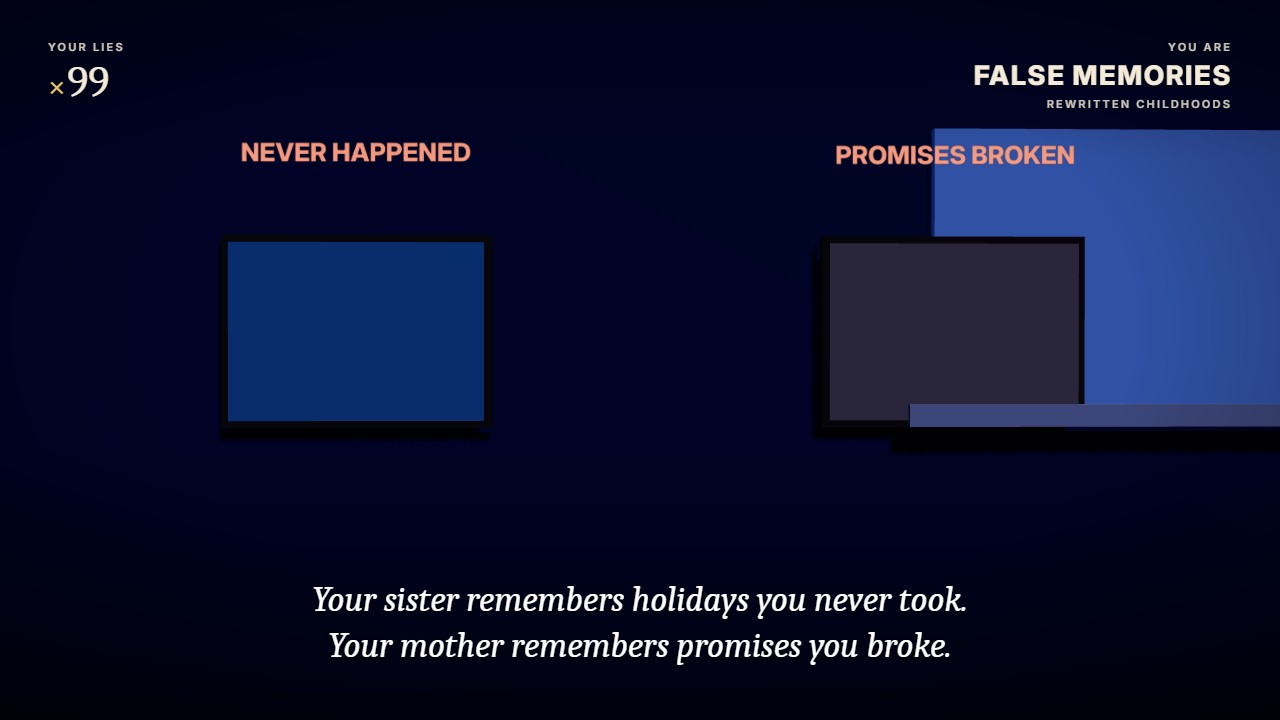 YOUR LIES
×99
YOU ARE
FALSE MEMORIES
REWRITTEN CHILDHOODS
NEVER HAPPENED
PROMISES BROKEN
Your sister remembers holidays you never took.
Your mother remembers promises you broke.